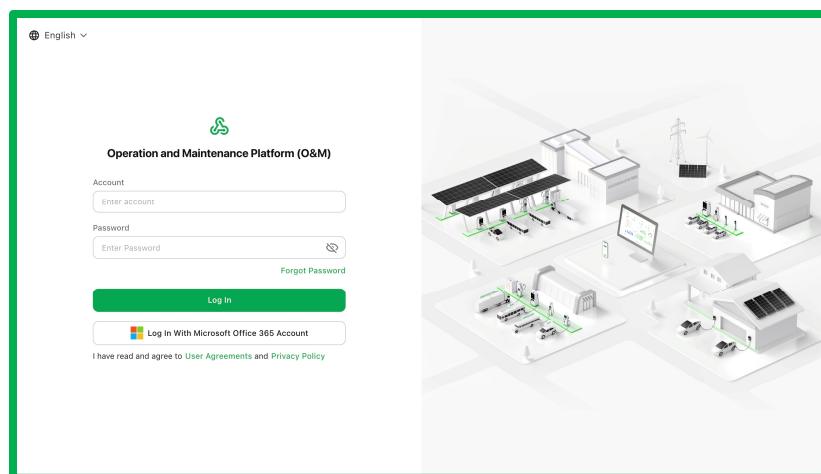 English
Operation and Maintenance Platform (O&M)
Account
Enter account
Password
Enter Password
Forgot Password
Log In
Log In With Microsoft Office 365 Account
I have read and agree to User Agreements and Privacy Policy